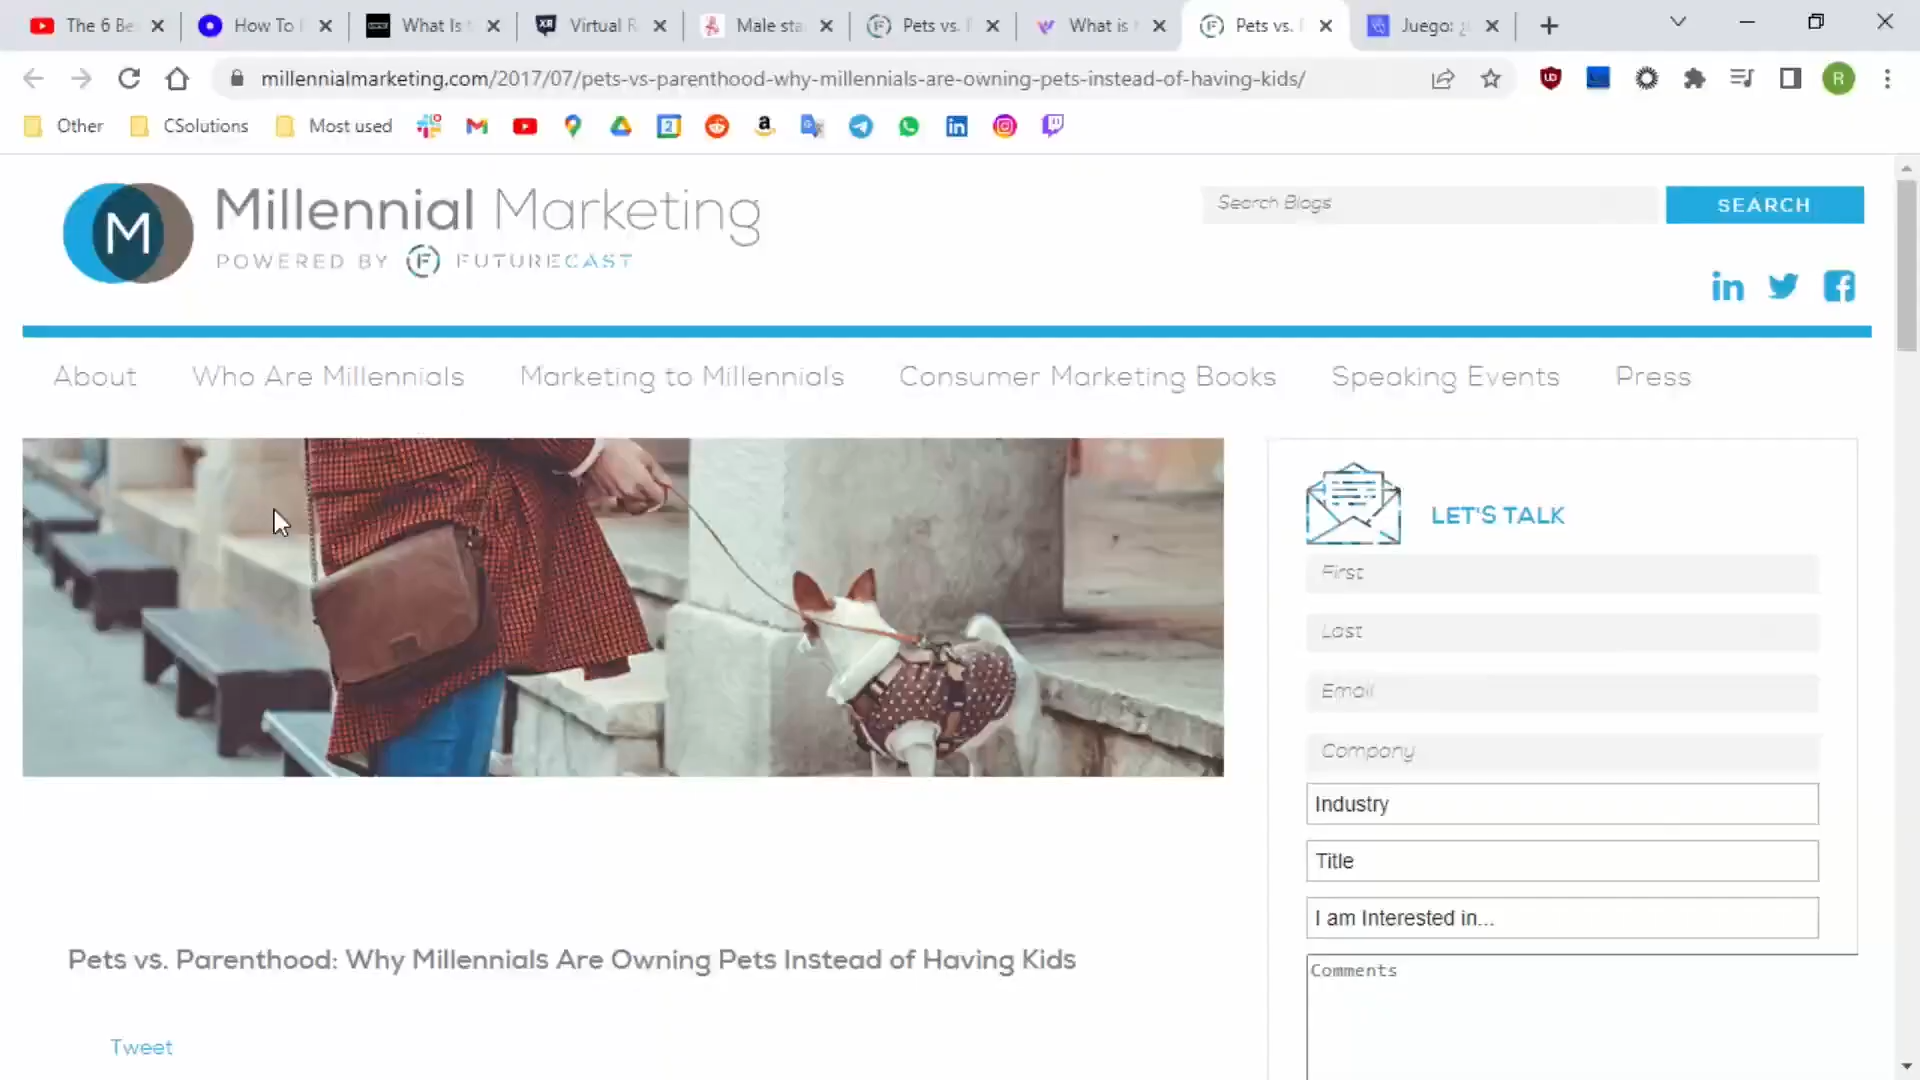 The 6 Be
How To
What Is
Virtual R
Male sta
Pets vs.
What is
Pets vs.
Juego:
millennialmarketing.com/2017/07/pets-vs-parenthood-why-millennials-are-owning-pets-instead-of-having-kids/
R
Other
CSolutions
Most used
M
Millennial Marketing
POWERED BY F FUTURECAST
Search Blogs
SEARCH
About
Who Are Millennials
Marketing to Millennials
Consumer Marketing Books
Speaking Events
Press
LET'S TALK
First
Last
Email
Company
Industry
Title
I am Interested in...
Comments
Pets vs. Parenthood: Why Millennials Are Owning Pets Instead of Having Kids
Tweet